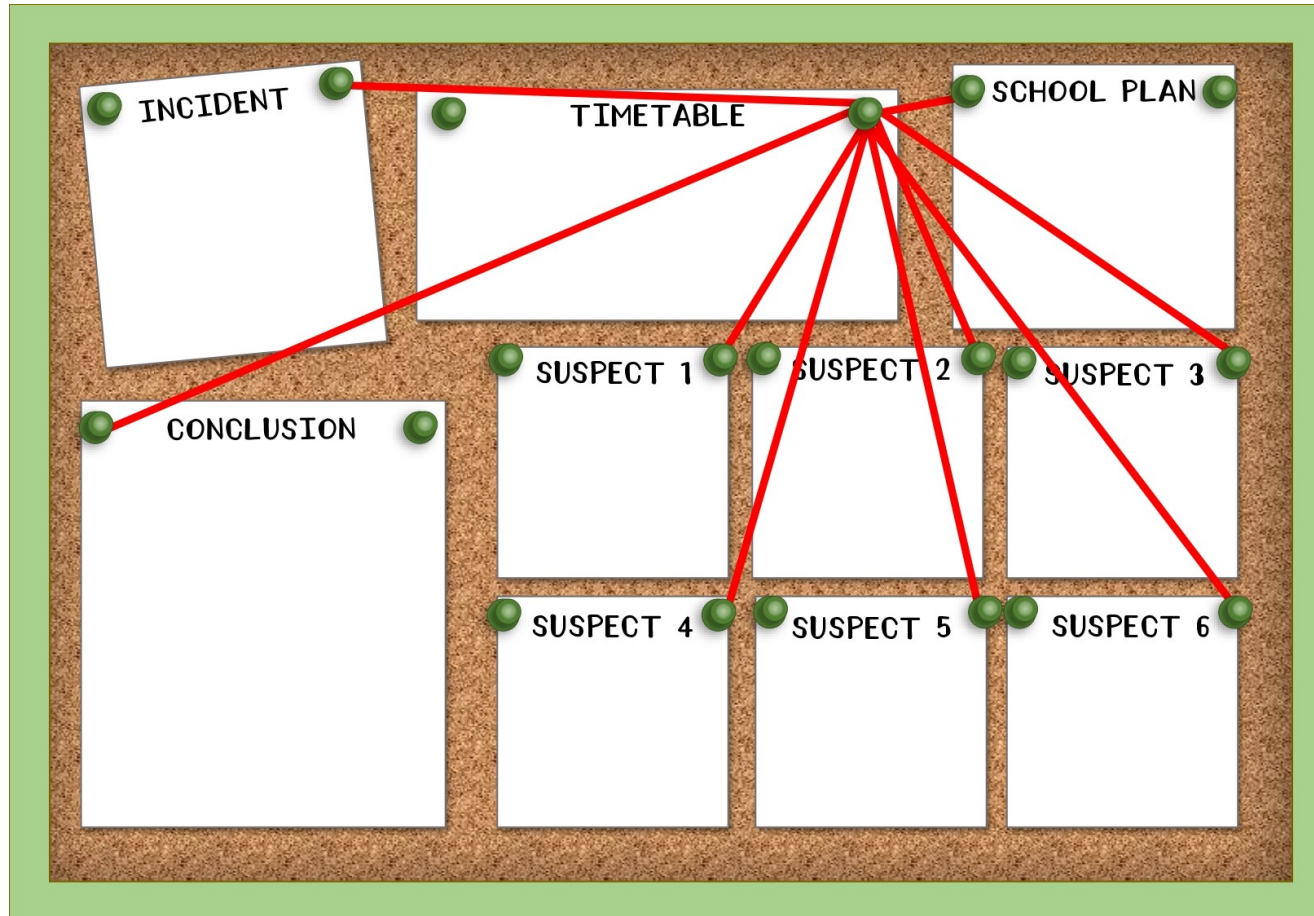 INCIDENT
TIMETABLE
SCHOOL PLAN
SUSPECT 1
SUSPECT 2
SUSPECT 3
CONCLUSION
SUSPECT 4
SUSPECT 5
SUSPECT 6